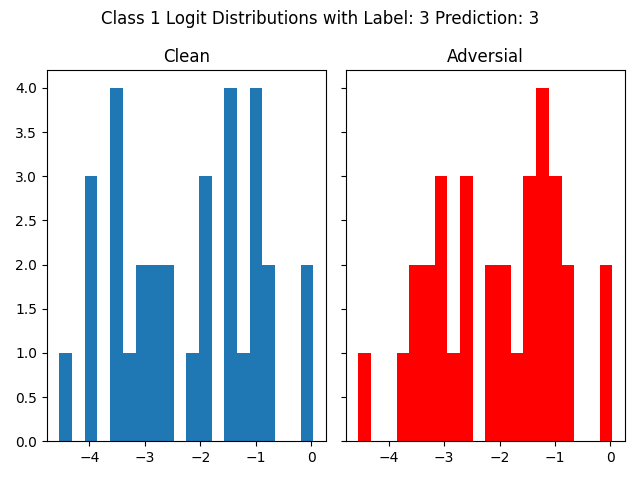 Class 1 Logit Distributions with Label: 3 Prediction: 3
Clean
Adversial
4.0
3.5
3.0
2.5
2.0
1.5
1.0
0.5
0.0
−4 −3 −2 −1 0
−4 −3 −2 −1 0